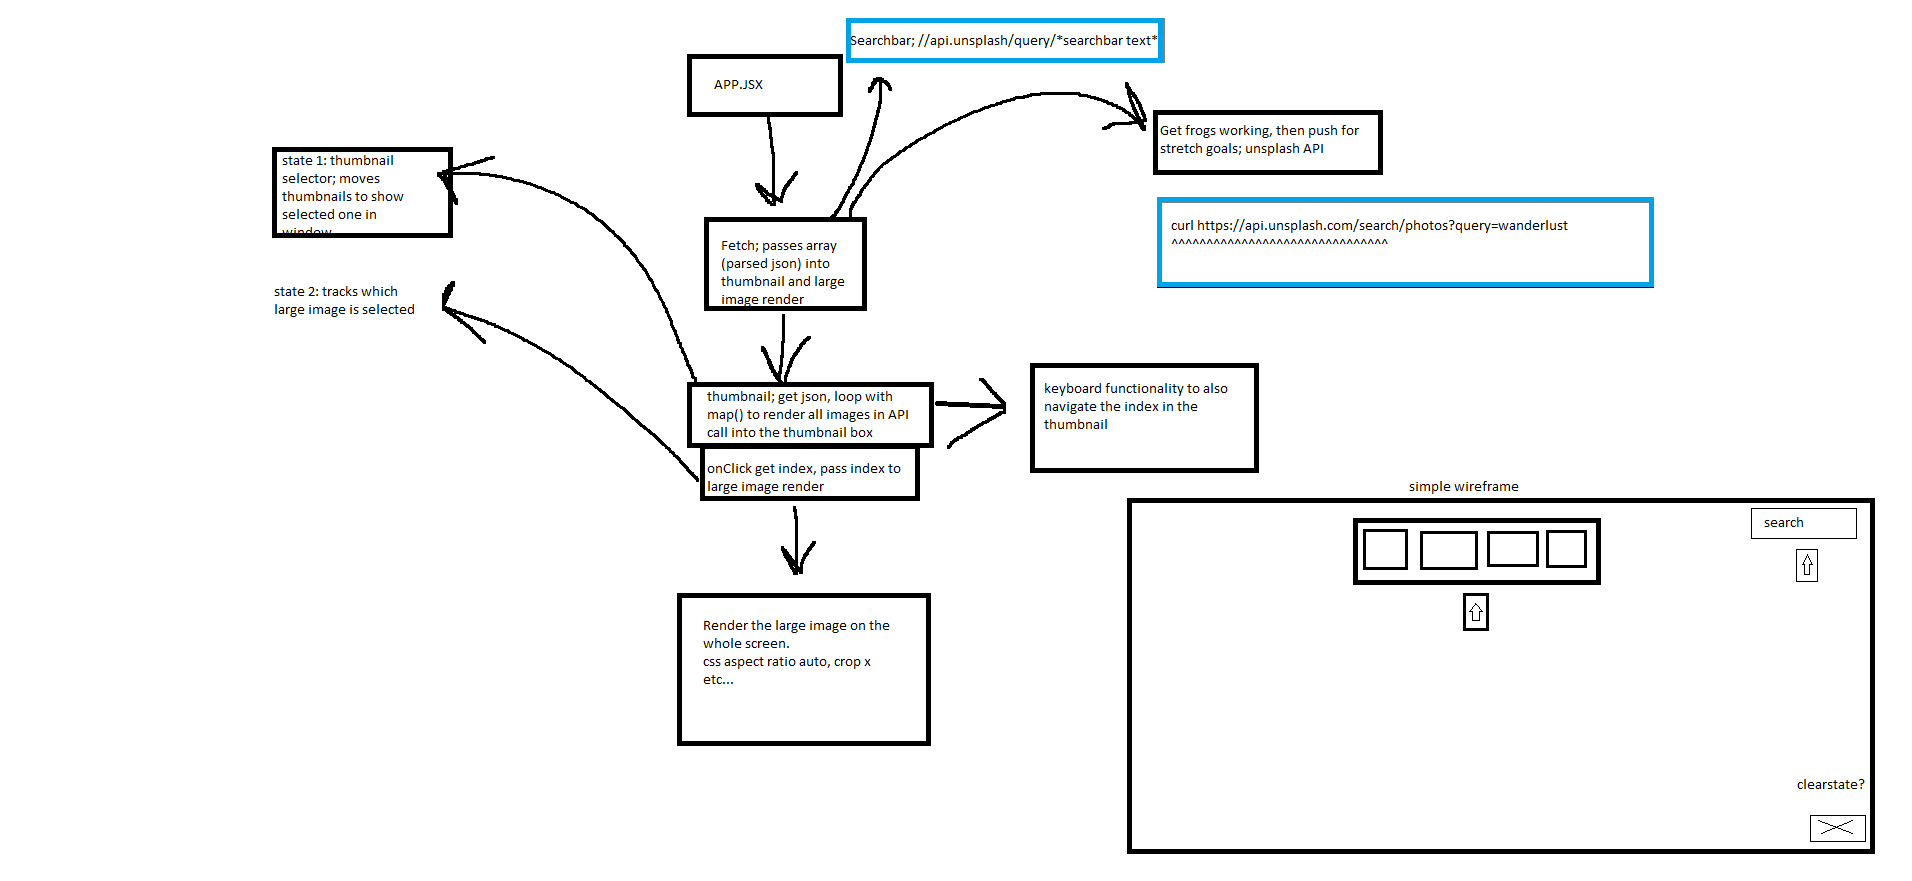 Searchbar; //api.unsplash/query/*searchbar text*
APP.JSX
Get frogs working, then push for
stretch goals; unsplash API
state 1: thumbnail
selector; moves
thumbnails to show
selected one in
window
curl https://api.unsplash.com/search/photos?query=wanderlust
^^^^^^^^^^^^^^^^^^^^^^^^^^^^^^^
Fetch; passes array
(parsed json) into
thumbnail and large
image render
state 2: tracks which
large image is selected
thumbnail; get json, loop with
map() to render all images in API
call into the thumbnail box
keyboard functionality to also
navigate the index in the
thumbnail
onClick get index, pass index to
large image render
simple wireframe
search
Render the large image on the
whole screen.
css aspect ratio auto, crop x
etc...
clearstate?